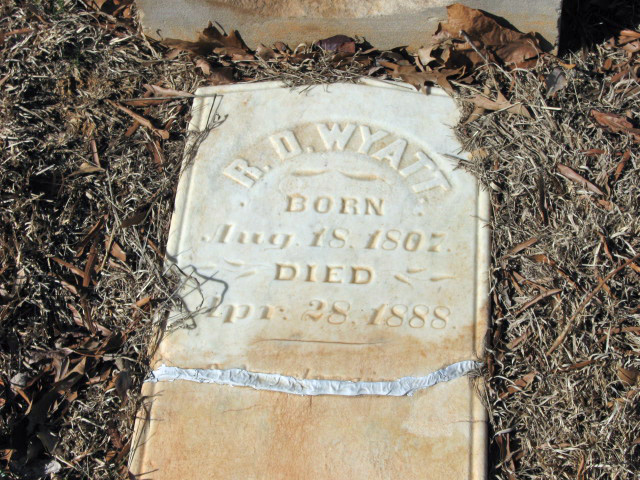 R. D. WYATT.
BORN
Aug. 18. 1807.
DIED
Apr. 28. 1888.